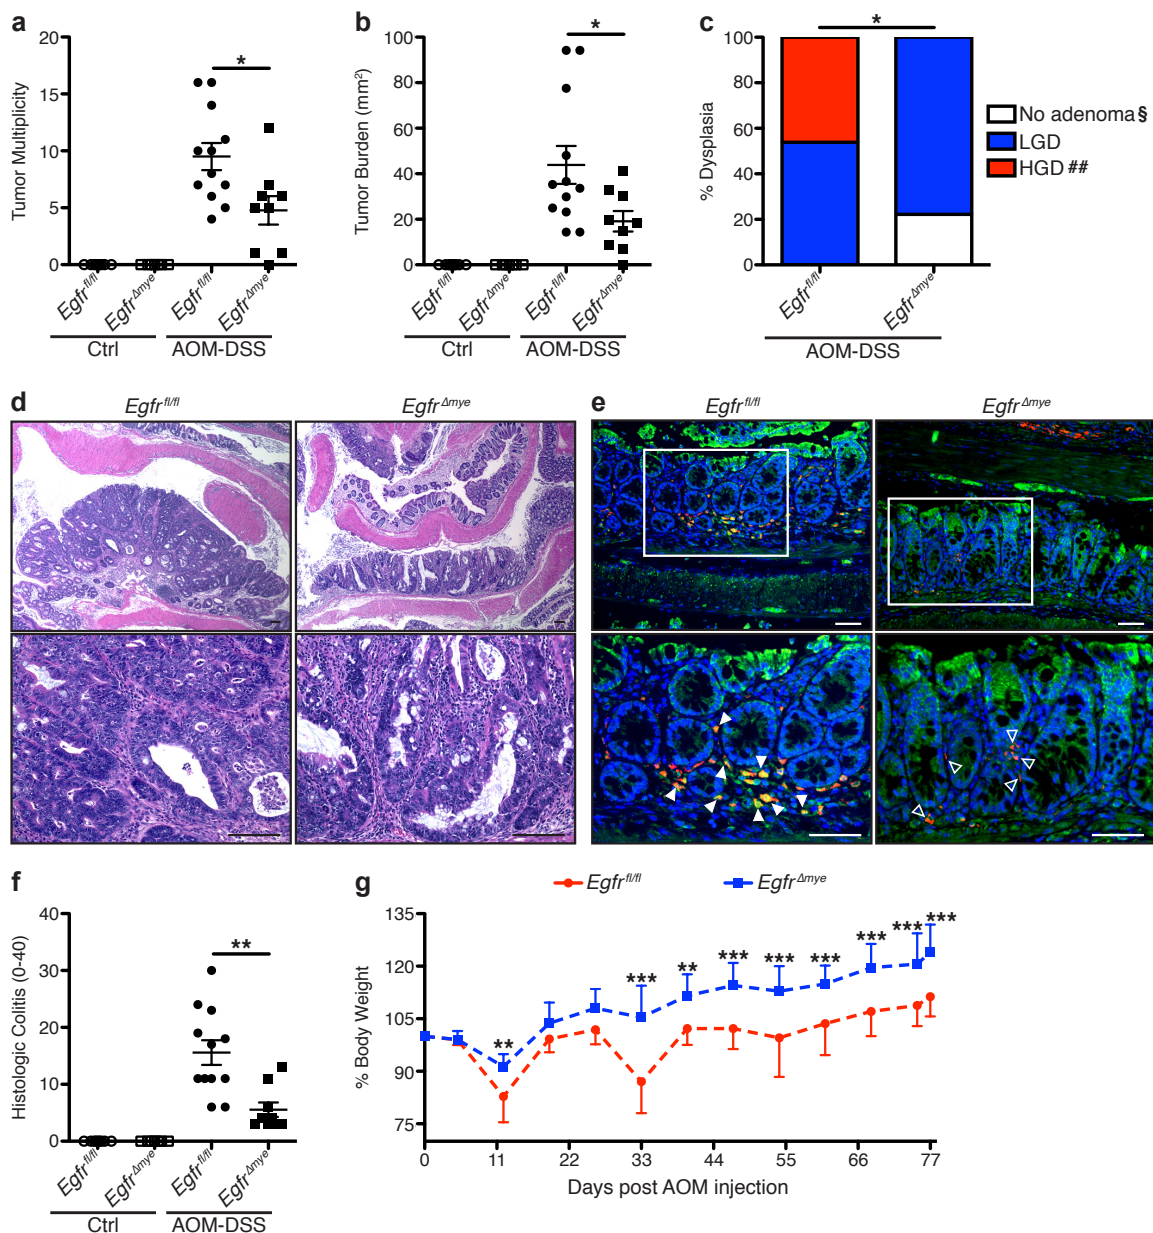 a
Tumor Multiplicity
20
15
10
5
0
*
Egfr^fl/fl
Egfr^Δmye
Egfr^fl/fl
Egfr^Δmye
Ctrl
AOM-DSS
b
Tumor Burden (mm²)
100
80
60
40
20
0
*
Egfr^fl/fl
Egfr^Δmye
Egfr^fl/fl
Egfr^Δmye
Ctrl
AOM-DSS
c
% Dysplasia
100
80
60
40
20
0
*
Egfr^fl/fl
Egfr^Δmye
AOM-DSS
No adenoma §
LGD
HGD ##
d
Egfr^fl/fl
Egfr^Δmye
e
Egfr^fl/fl
Egfr^Δmye
f
Histologic Colitis (0-40)
40
30
20
10
0
**
Egfr^fl/fl
Egfr^Δmye
Egfr^fl/fl
Egfr^Δmye
Ctrl
AOM-DSS
g
Egfr^fl/fl
Egfr^Δmye
% Body Weight
135
120
105
90
75
** *** ** *** *** *** *** *** ***
0 11 22 33 44 55 66 77
Days post AOM injection